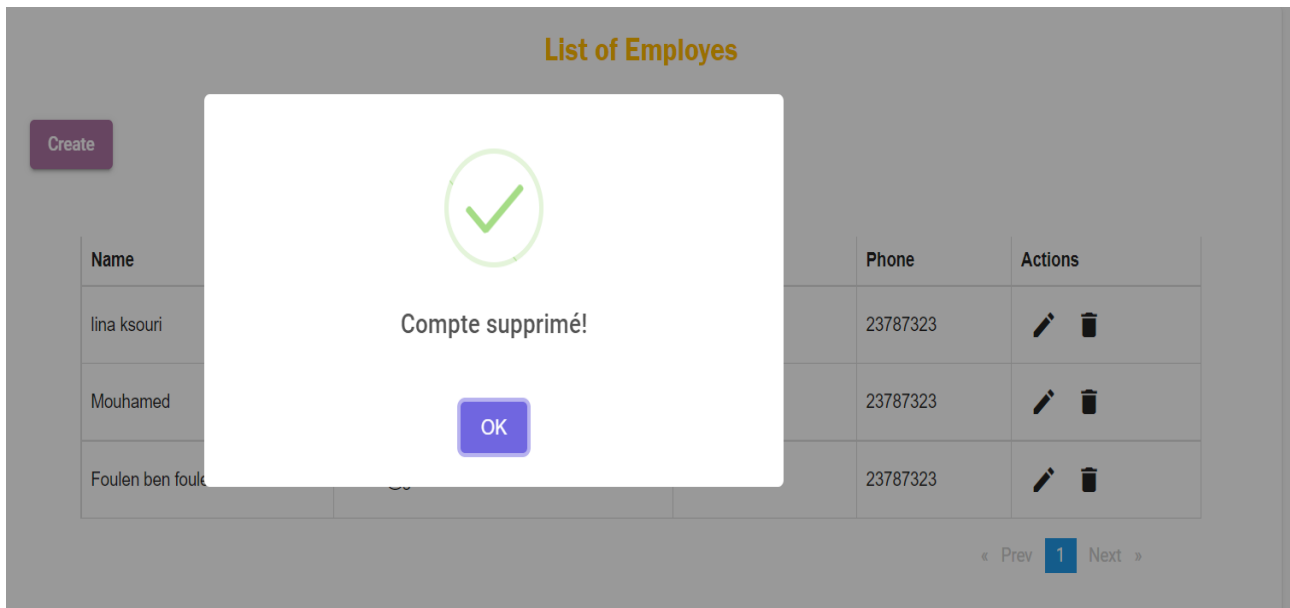 List of Employes
Create
Name Phone Actions
lina ksouri 23787323
Compte supprimé!
Mouhamed 23787323
OK
Foulen ben 23787323
« Prev 1 Next »